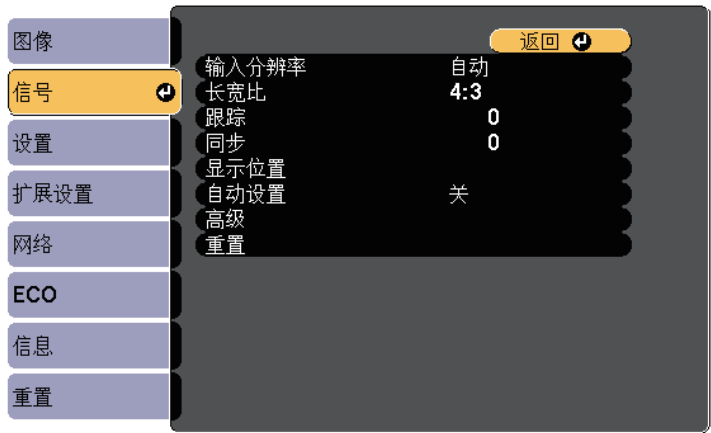 图像
信号
设置
扩展设置
网络
ECO
信息
重置
返回
输入分辨率 自动
长宽比 4:3
跟踪 0
同步 0
显示位置
自动设置 关
高级
重置